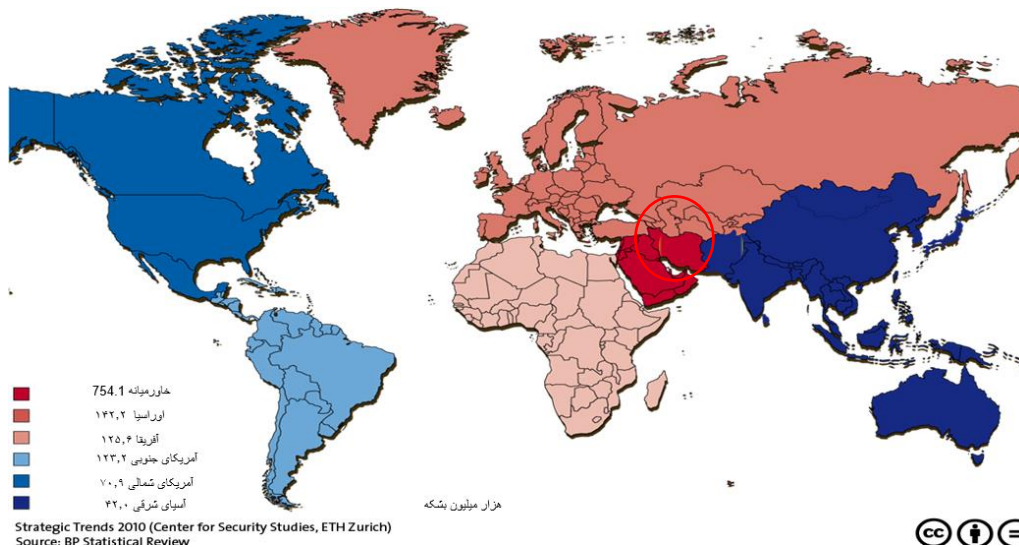 خاورمیانه 754.1
اوراسیا ۱۴۲,۲
آفریقا ۱۲۵,۶
آمریکای جنوبی ۱۲۳,۲
آمریکای شمالی ۷۰,۹
آسیای شرقی ۴۲,۰
هزار میلیون بشکه
Strategic Trends 2010 (Center for Security Studies, ETH Zurich)
Source: BP Statistical Review
cc